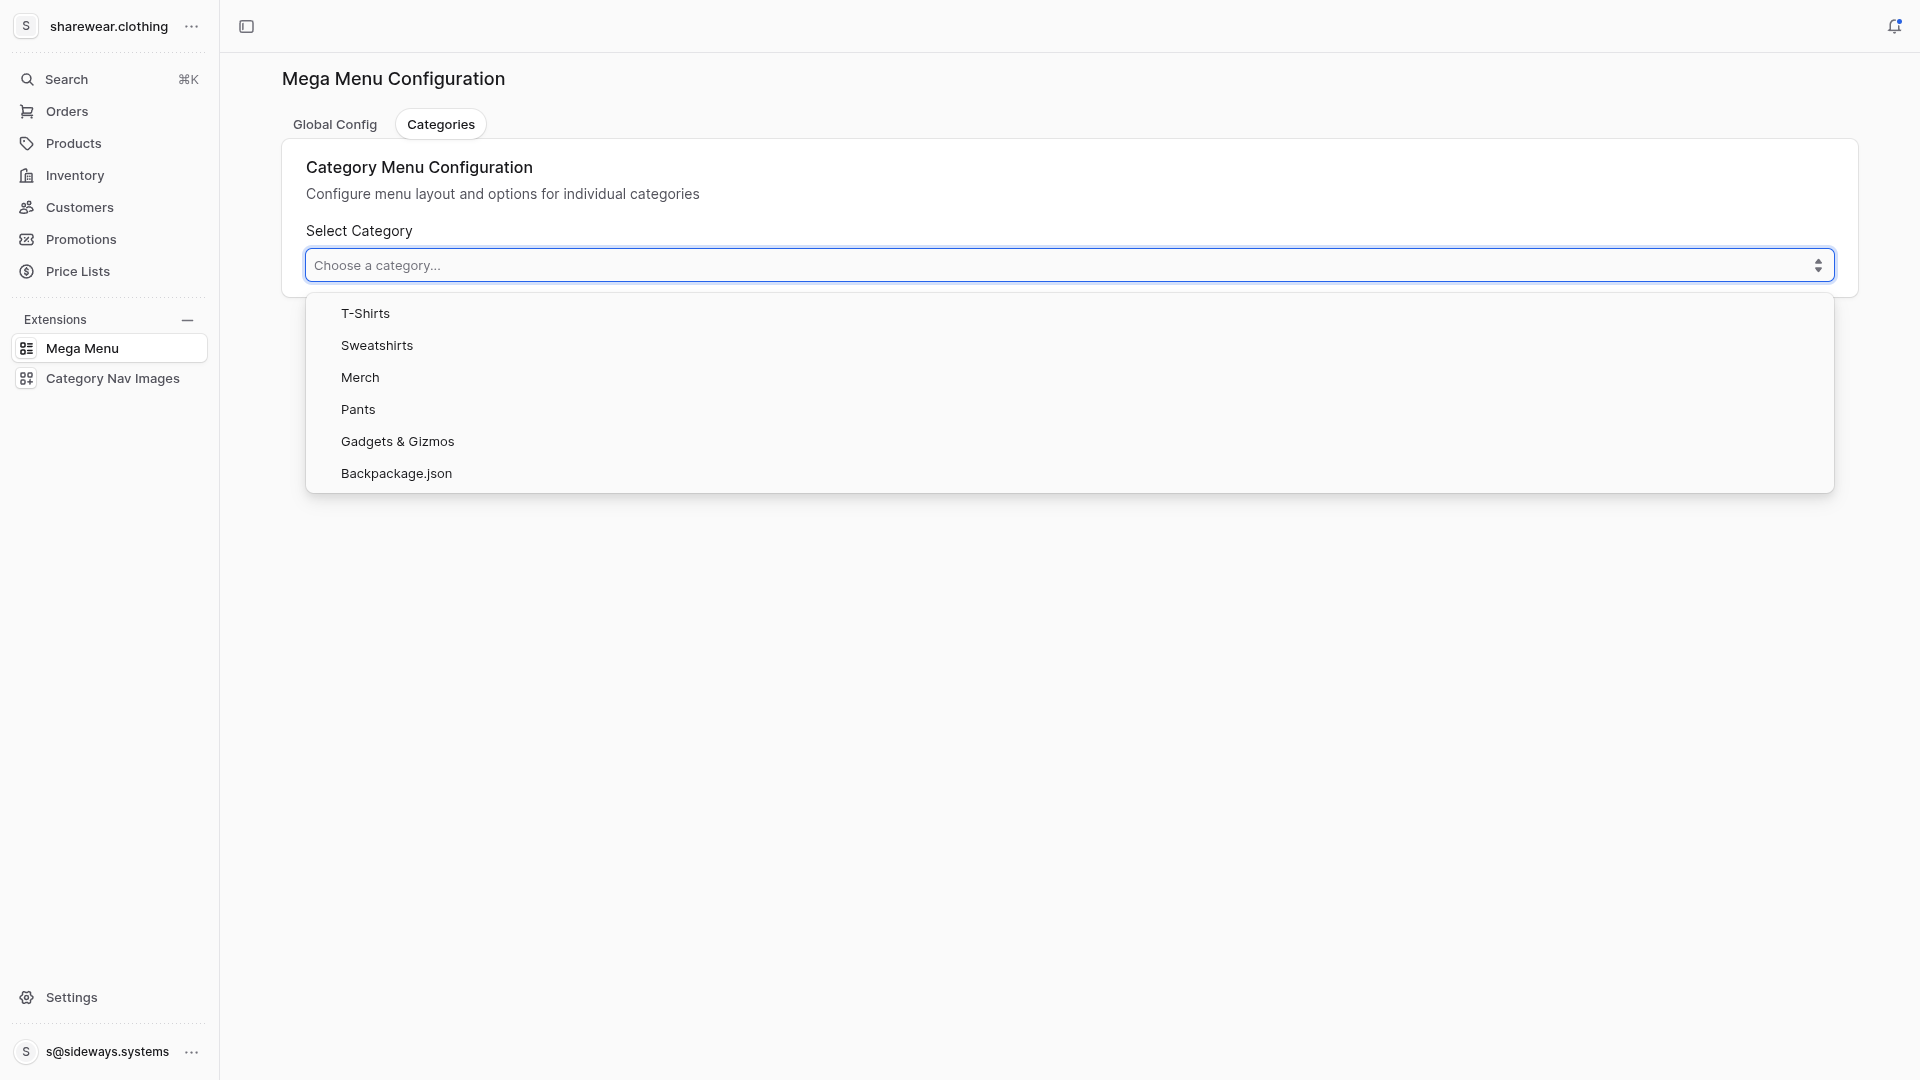 S
sharewear.clothing
Search
⌘K
Orders
Products
Inventory
Customers
Promotions
Price Lists
Extensions
Mega Menu
Category Nav Images
Settings
S
s@sideways.systems
Mega Menu Configuration
Global Config
Categories
Category Menu Configuration
Configure menu layout and options for individual categories
Select Category
Choose a category...
T-Shirts
Sweatshirts
Merch
Pants
Gadgets & Gizmos
Backpackage.json